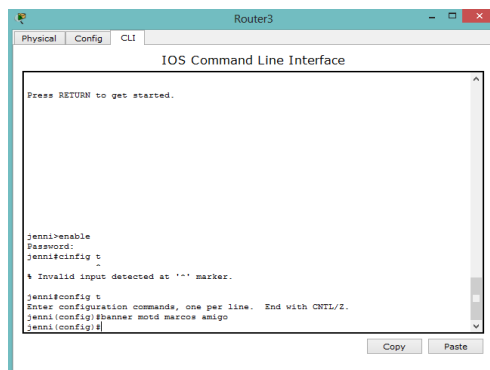 Router3
Physical Config CLI
IOS Command Line Interface
Press RETURN to get started.
jenni>enable
Password:
jenni#cinfig t
^
% Invalid input detected at '^' marker.
jenni#config t
Enter configuration commands, one per line. End with CNTL/Z.
jenni(config)#banner motd marcos amigo
jenni(config)#
Copy Paste